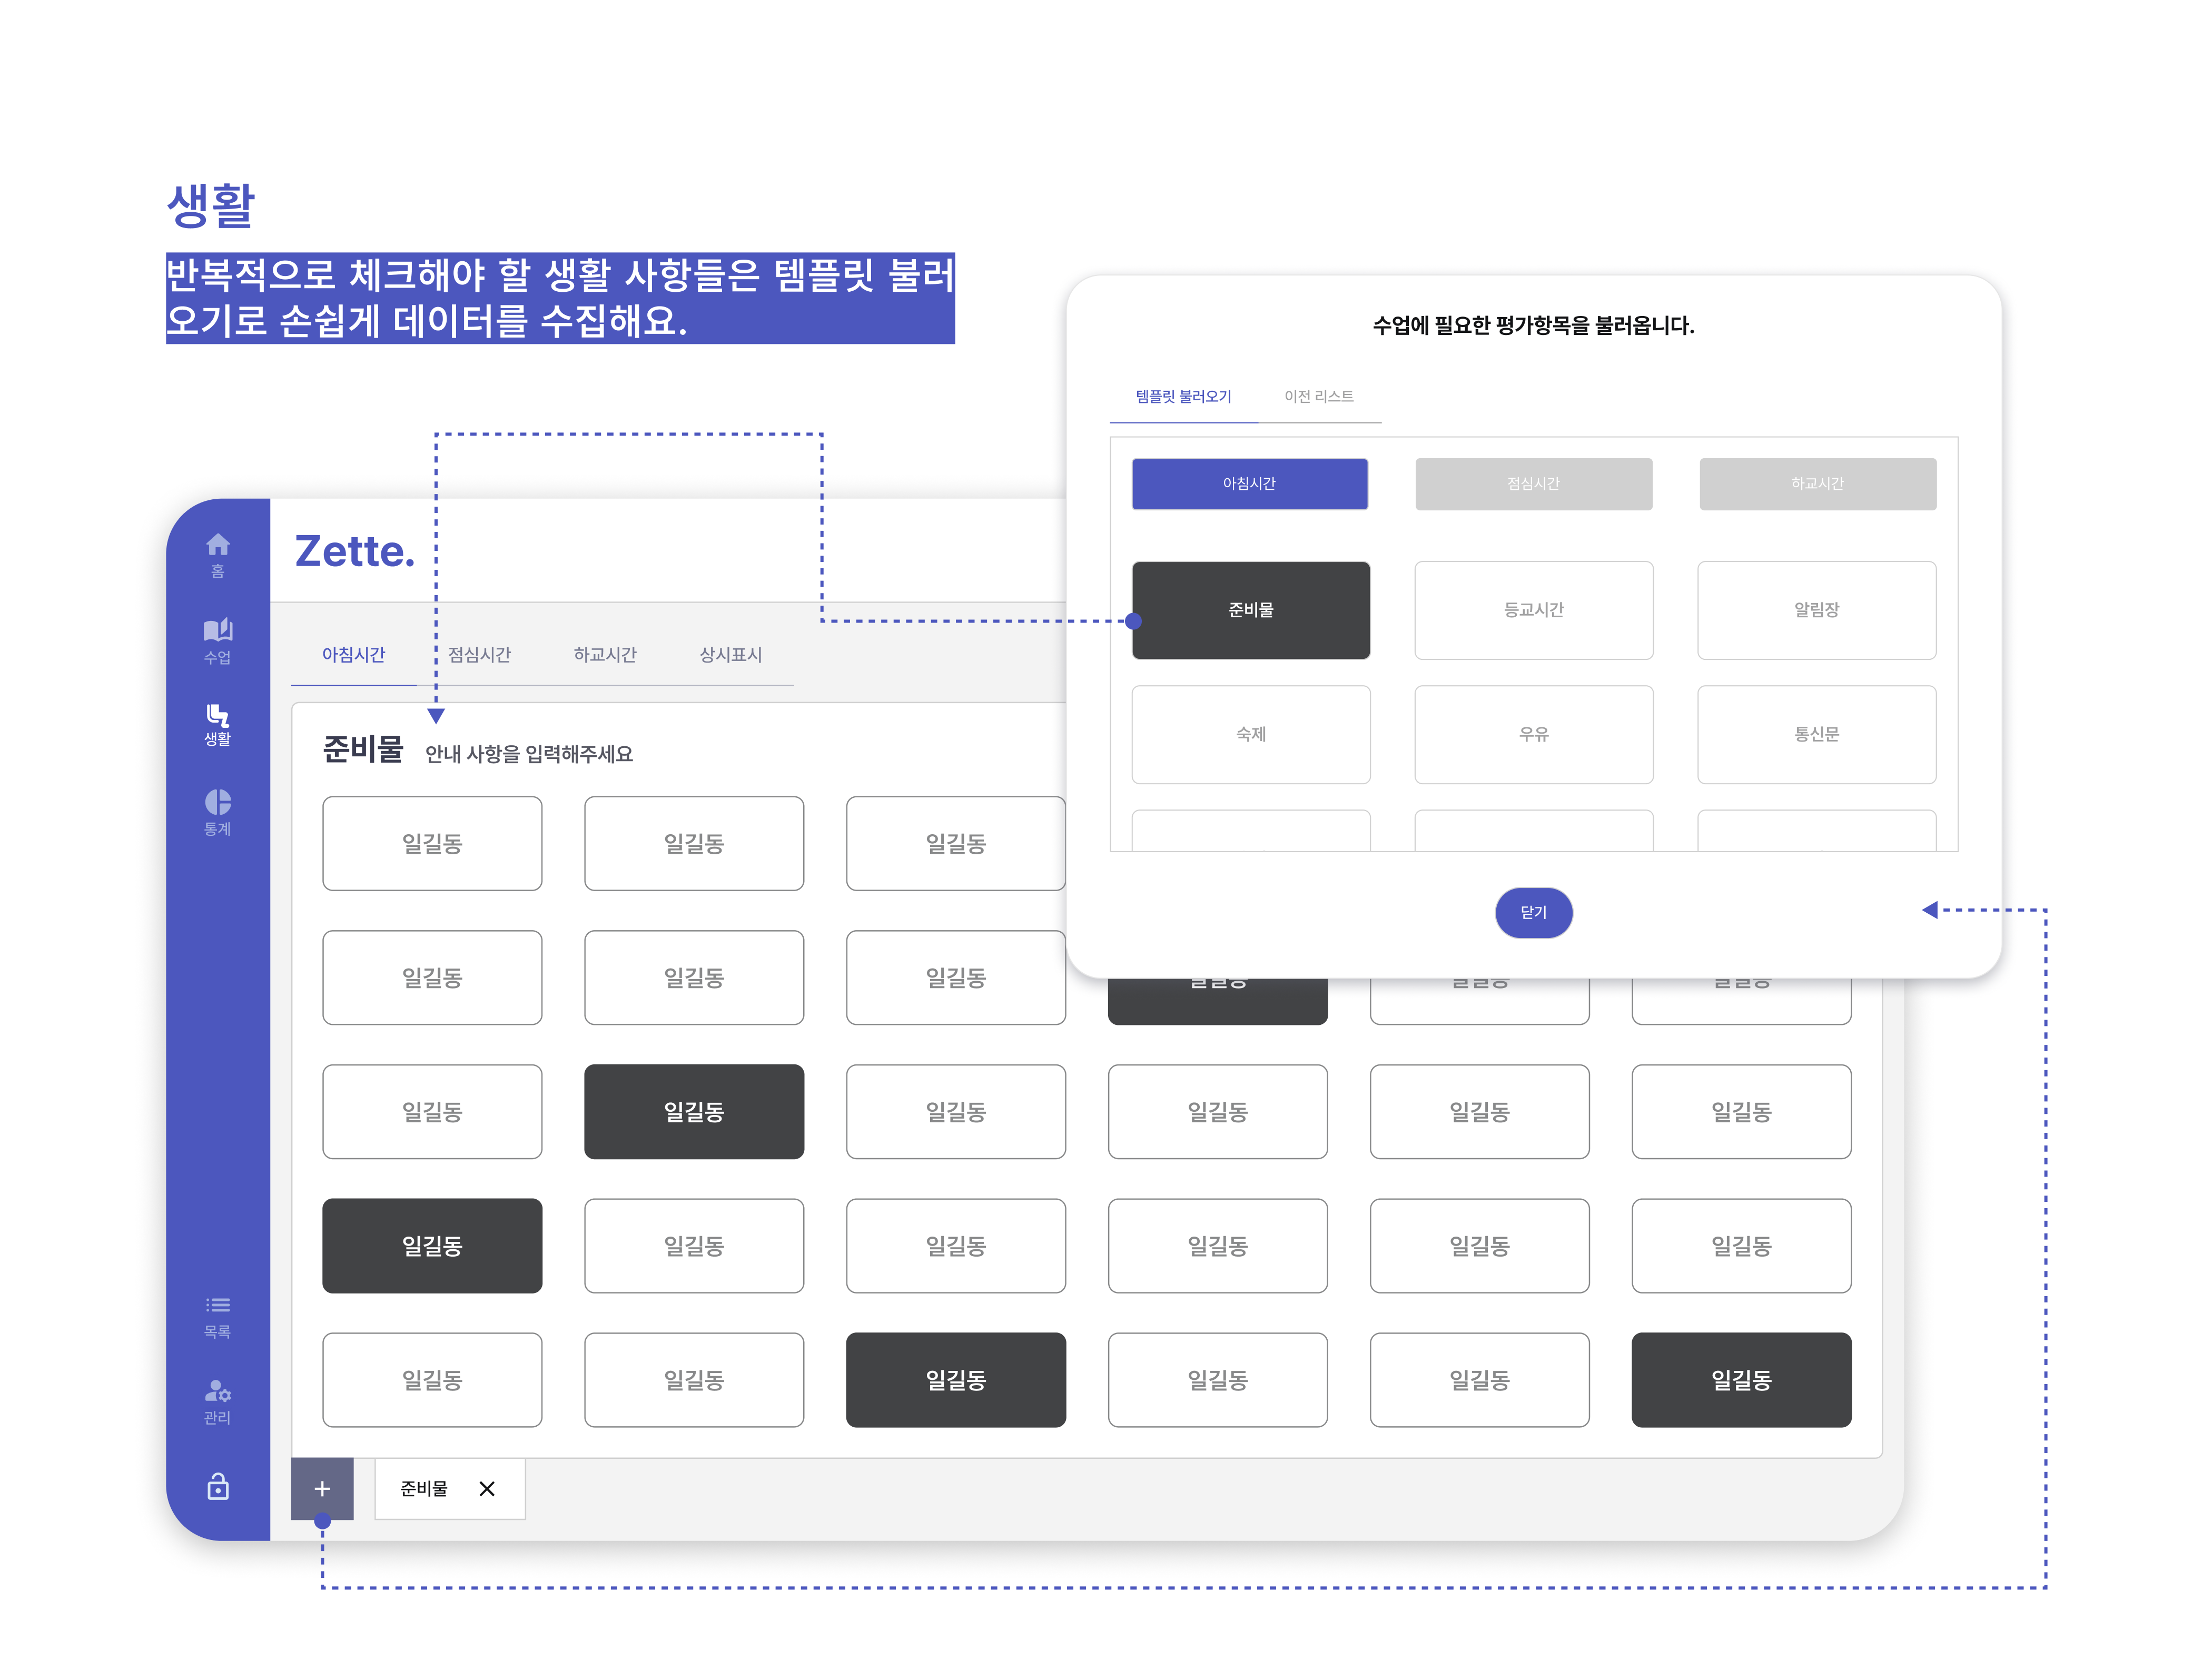 생활
반복적으로 체크해야 할 생활 사항들은 템플릿 불러
오기로 손쉽게 데이터를 수집해요.
수업에 필요한 평가항목을 불러옵니다.
템플릿 불러오기 이전 리스트
아침시간 점심시간 하교시간
준비물 등교시간 알림장
숙제 우유 통신문
닫기
홈
수업
생활
통계
목록
관리
Zette.
아침시간 점심시간 하교시간 상시표시
준비물 안내 사항을 입력해주세요
일길동 일길동 일길동
일길동 일길동 일길동 일길동 일길동 일길동
일길동 일길동 일길동 일길동 일길동 일길동
일길동 일길동 일길동 일길동 일길동 일길동
일길동 일길동 일길동 일길동 일길동 일길동
+ 준비물 ×